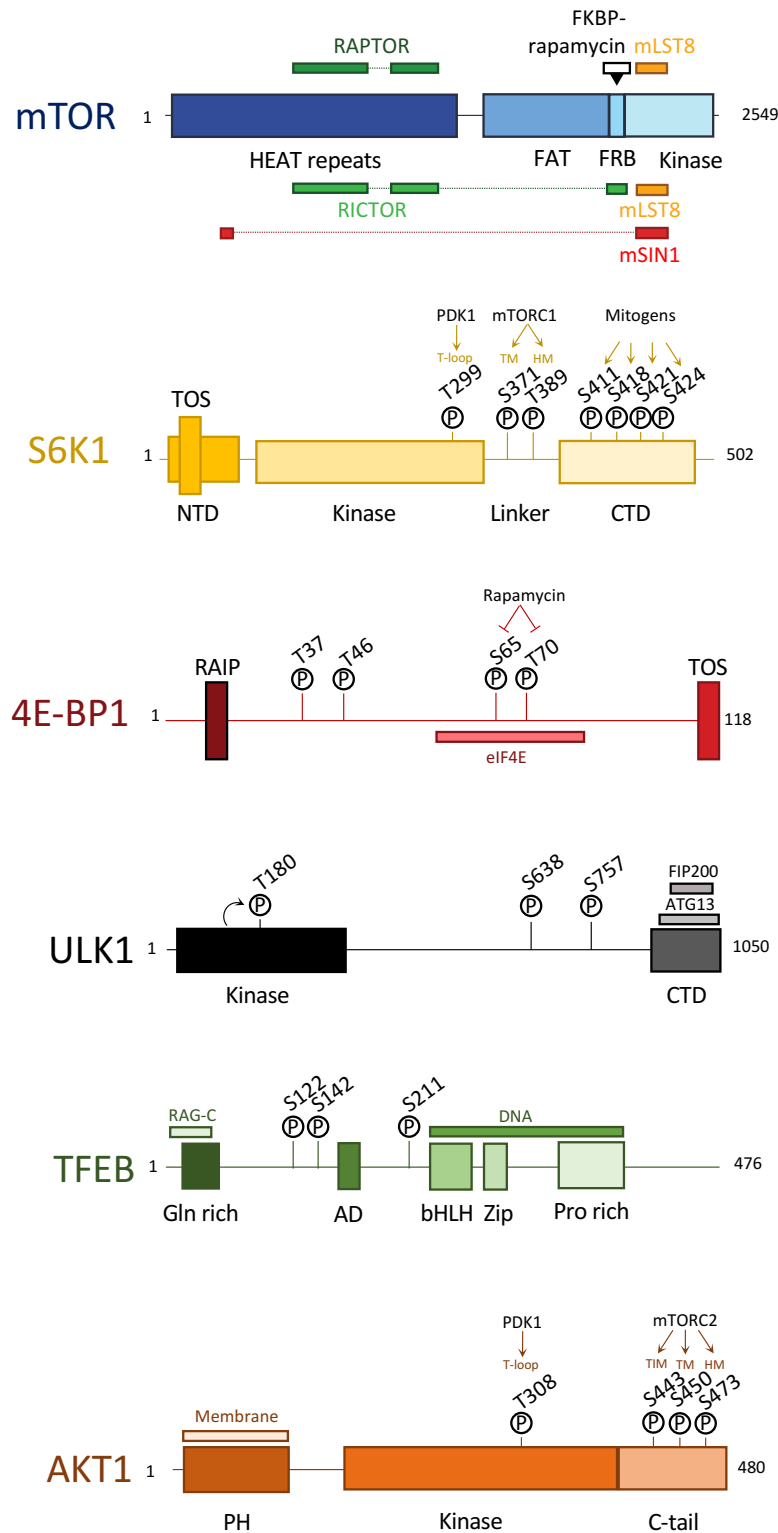 FKBP-
RAPTOR rapamycin mLST8
mTOR 1 2549
HEAT repeats FAT FRB Kinase
RICTOR mLST8
mSIN1
PDK1 mTORC1 Mitogens
T-loop TM HM
T299 S371 T389 S411 S418 S421 S424
TOS P P P P P P P
S6K1 1 502
NTD Kinase Linker CTD
Rapamycin
T37 T46 S65 T70
RAIP P P P P TOS
4E-BP1 1 118
eIF4E
T180 S638 S757 FIP200
P P P ATG13
ULK1 1 1050
Kinase CTD
S122 S142 S211
RAG-C P P P DNA
TFEB 1 476
Gln rich AD bHLH Zip Pro rich
PDK1 mTORC2
T-loop TIM TM HM
T308 S443 S450 S473
Membrane P P P P
AKT1 1 480
PH Kinase C-tail